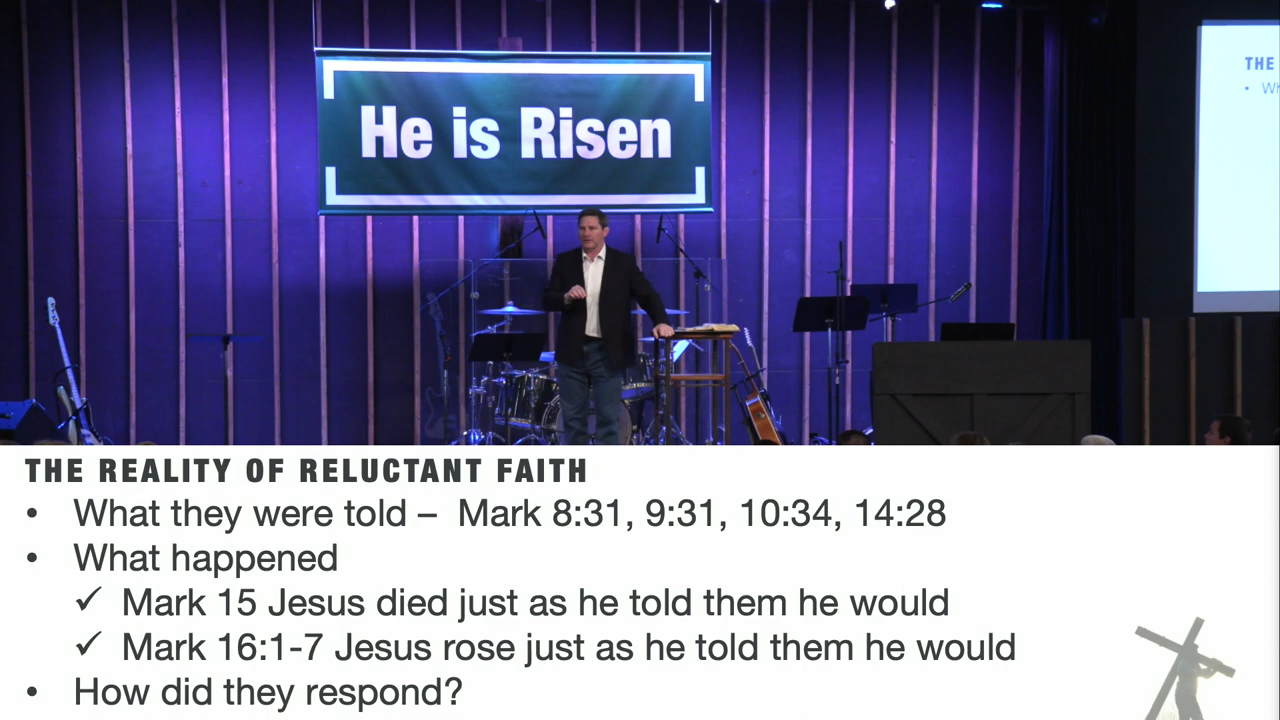 He is Risen
THE
THE REALITY OF RELUCTANT FAITH
• What they were told – Mark 8:31, 9:31, 10:34, 14:28
• What happened
✓ Mark 15 Jesus died just as he told them he would
✓ Mark 16:1-7 Jesus rose just as he told them he would
• How did they respond?